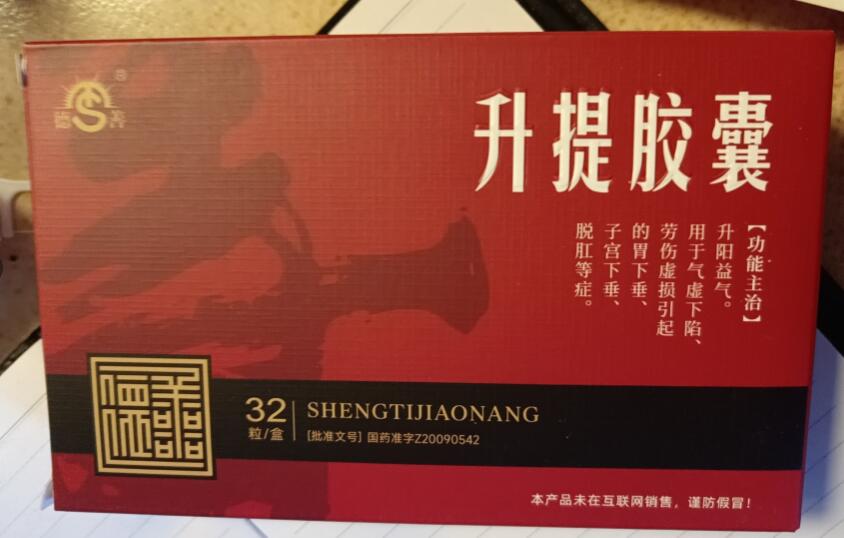 德善®
升提胶囊
【功能主治】
升阳益气。
用于气虚下陷、
劳伤虚损引起
的胃下垂、
子宫下垂、
脱肛等症。
32
粒/盒
SHENGTIJIAONANG
[批准文号] 国药准字Z20090542
本产品未在互联网销售，谨防假冒！